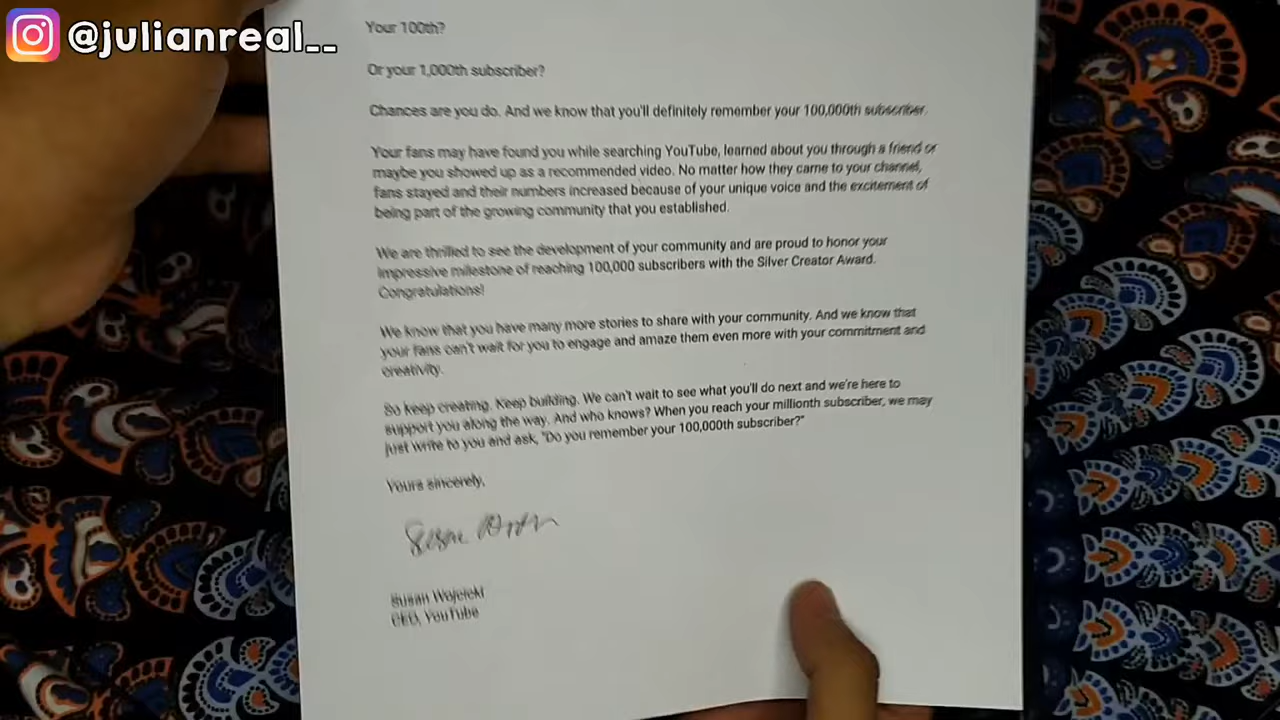 @julianreal__
Your 100th?
Or your 1,000th subscriber?
Chances are you do. And we know that you'll definitely remember your 100,000th subscriber.
Your fans may have found you while searching YouTube, learned about you through a friend or
maybe you showed up as a recommended video. No matter how they came to your channel,
fans stayed and their numbers increased because of your unique voice and the excitement of
being part of the growing community that you established.
We are thrilled to see the development of your community and are proud to honor your
impressive milestone of reaching 100,000 subscribers with the Silver Creator Award.
Congratulations!
We know that you have many more stories to share with your community. And we know that
your fans can't wait for you to engage and amaze them even more with your commitment and
creativity.
So keep creating. Keep building. We can't wait to see what you'll do next and we're here to
support you along the way. And who knows? When you reach your millionth subscriber, we may
just write to you and ask, "Do you remember your 100,000th subscriber?"
Yours sincerely,
Susan Wojcicki
CEO, YouTube